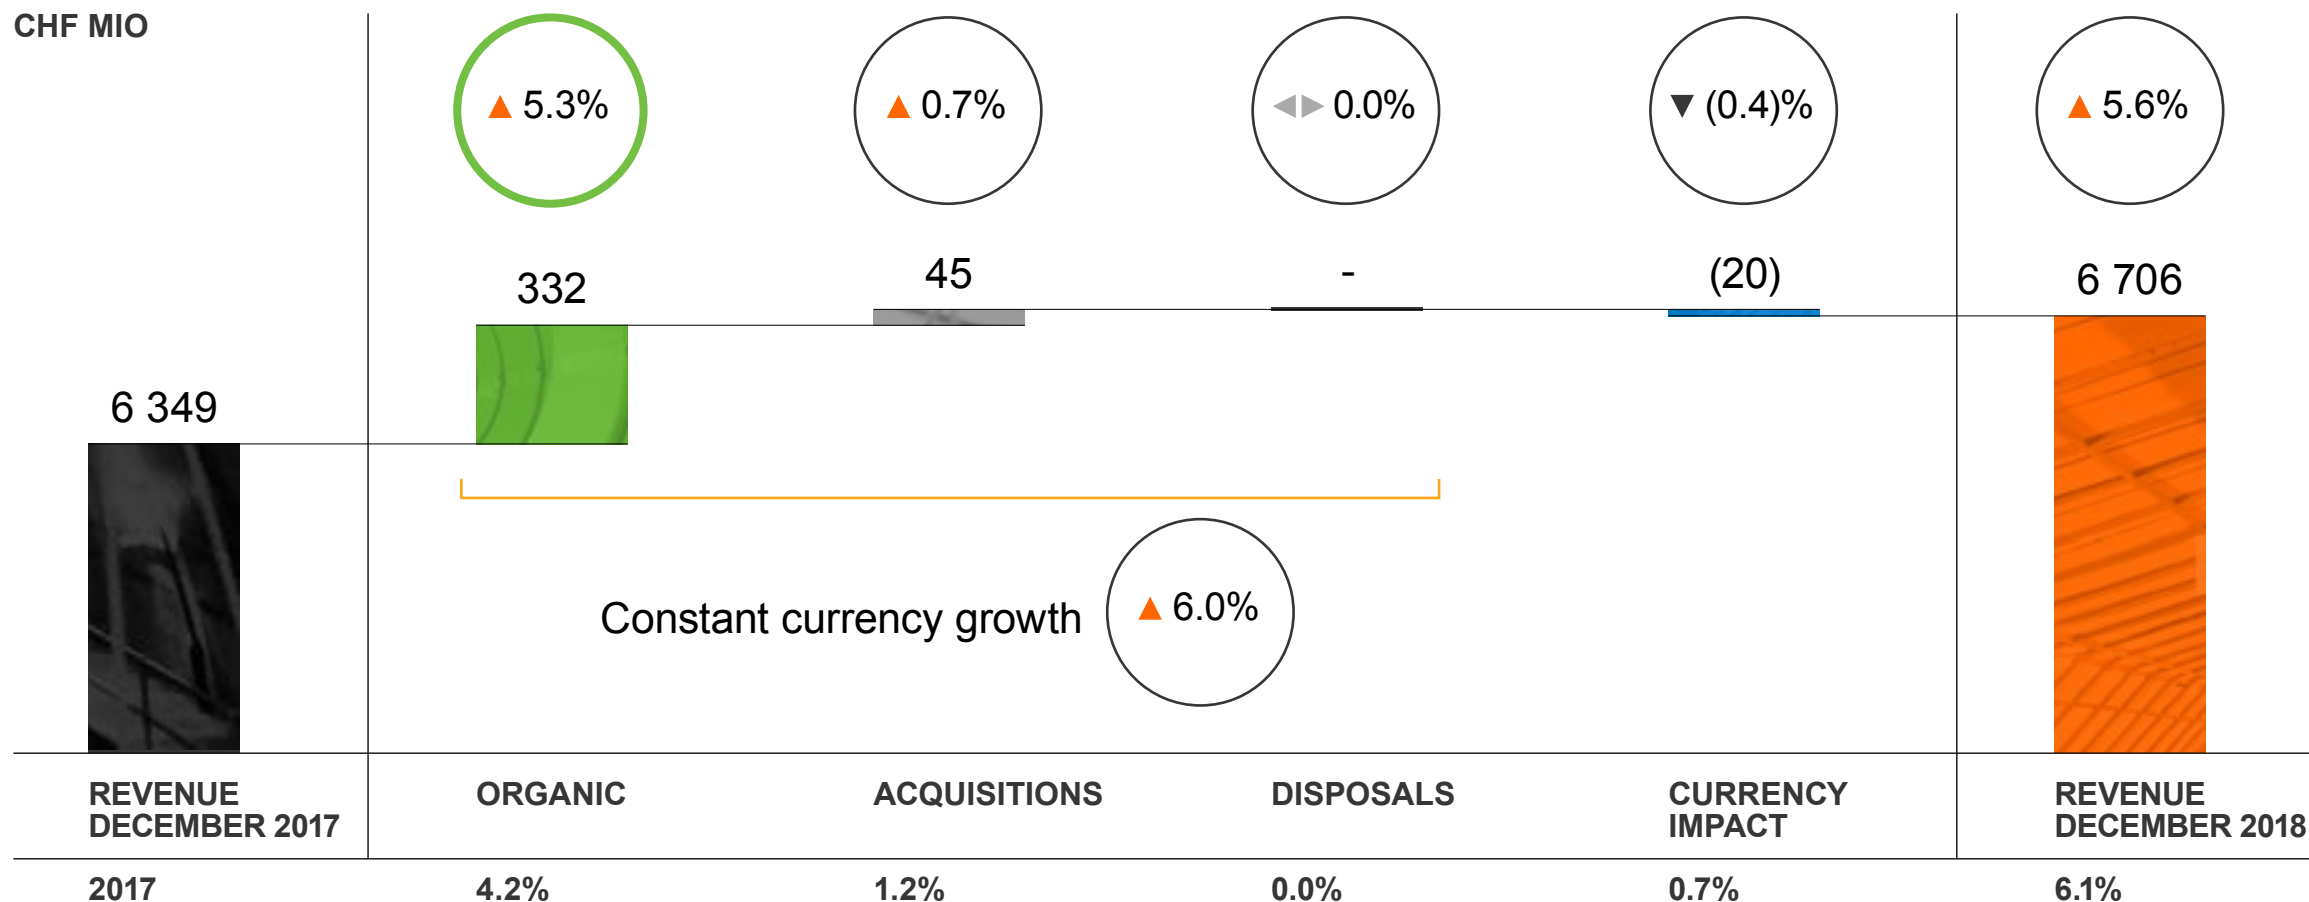 CHF MIO
▲ 5.3%
▲ 0.7%
◀▶ 0.0%
▼ (0.4)%
▲ 5.6%
6 349
332
45
-
(20)
6 706
Constant currency growth ▲ 6.0%
REVENUE
DECEMBER 2017
ORGANIC
ACQUISITIONS
DISPOSALS
CURRENCY
IMPACT
REVENUE
DECEMBER 2018
2017
4.2%
1.2%
0.0%
0.7%
6.1%